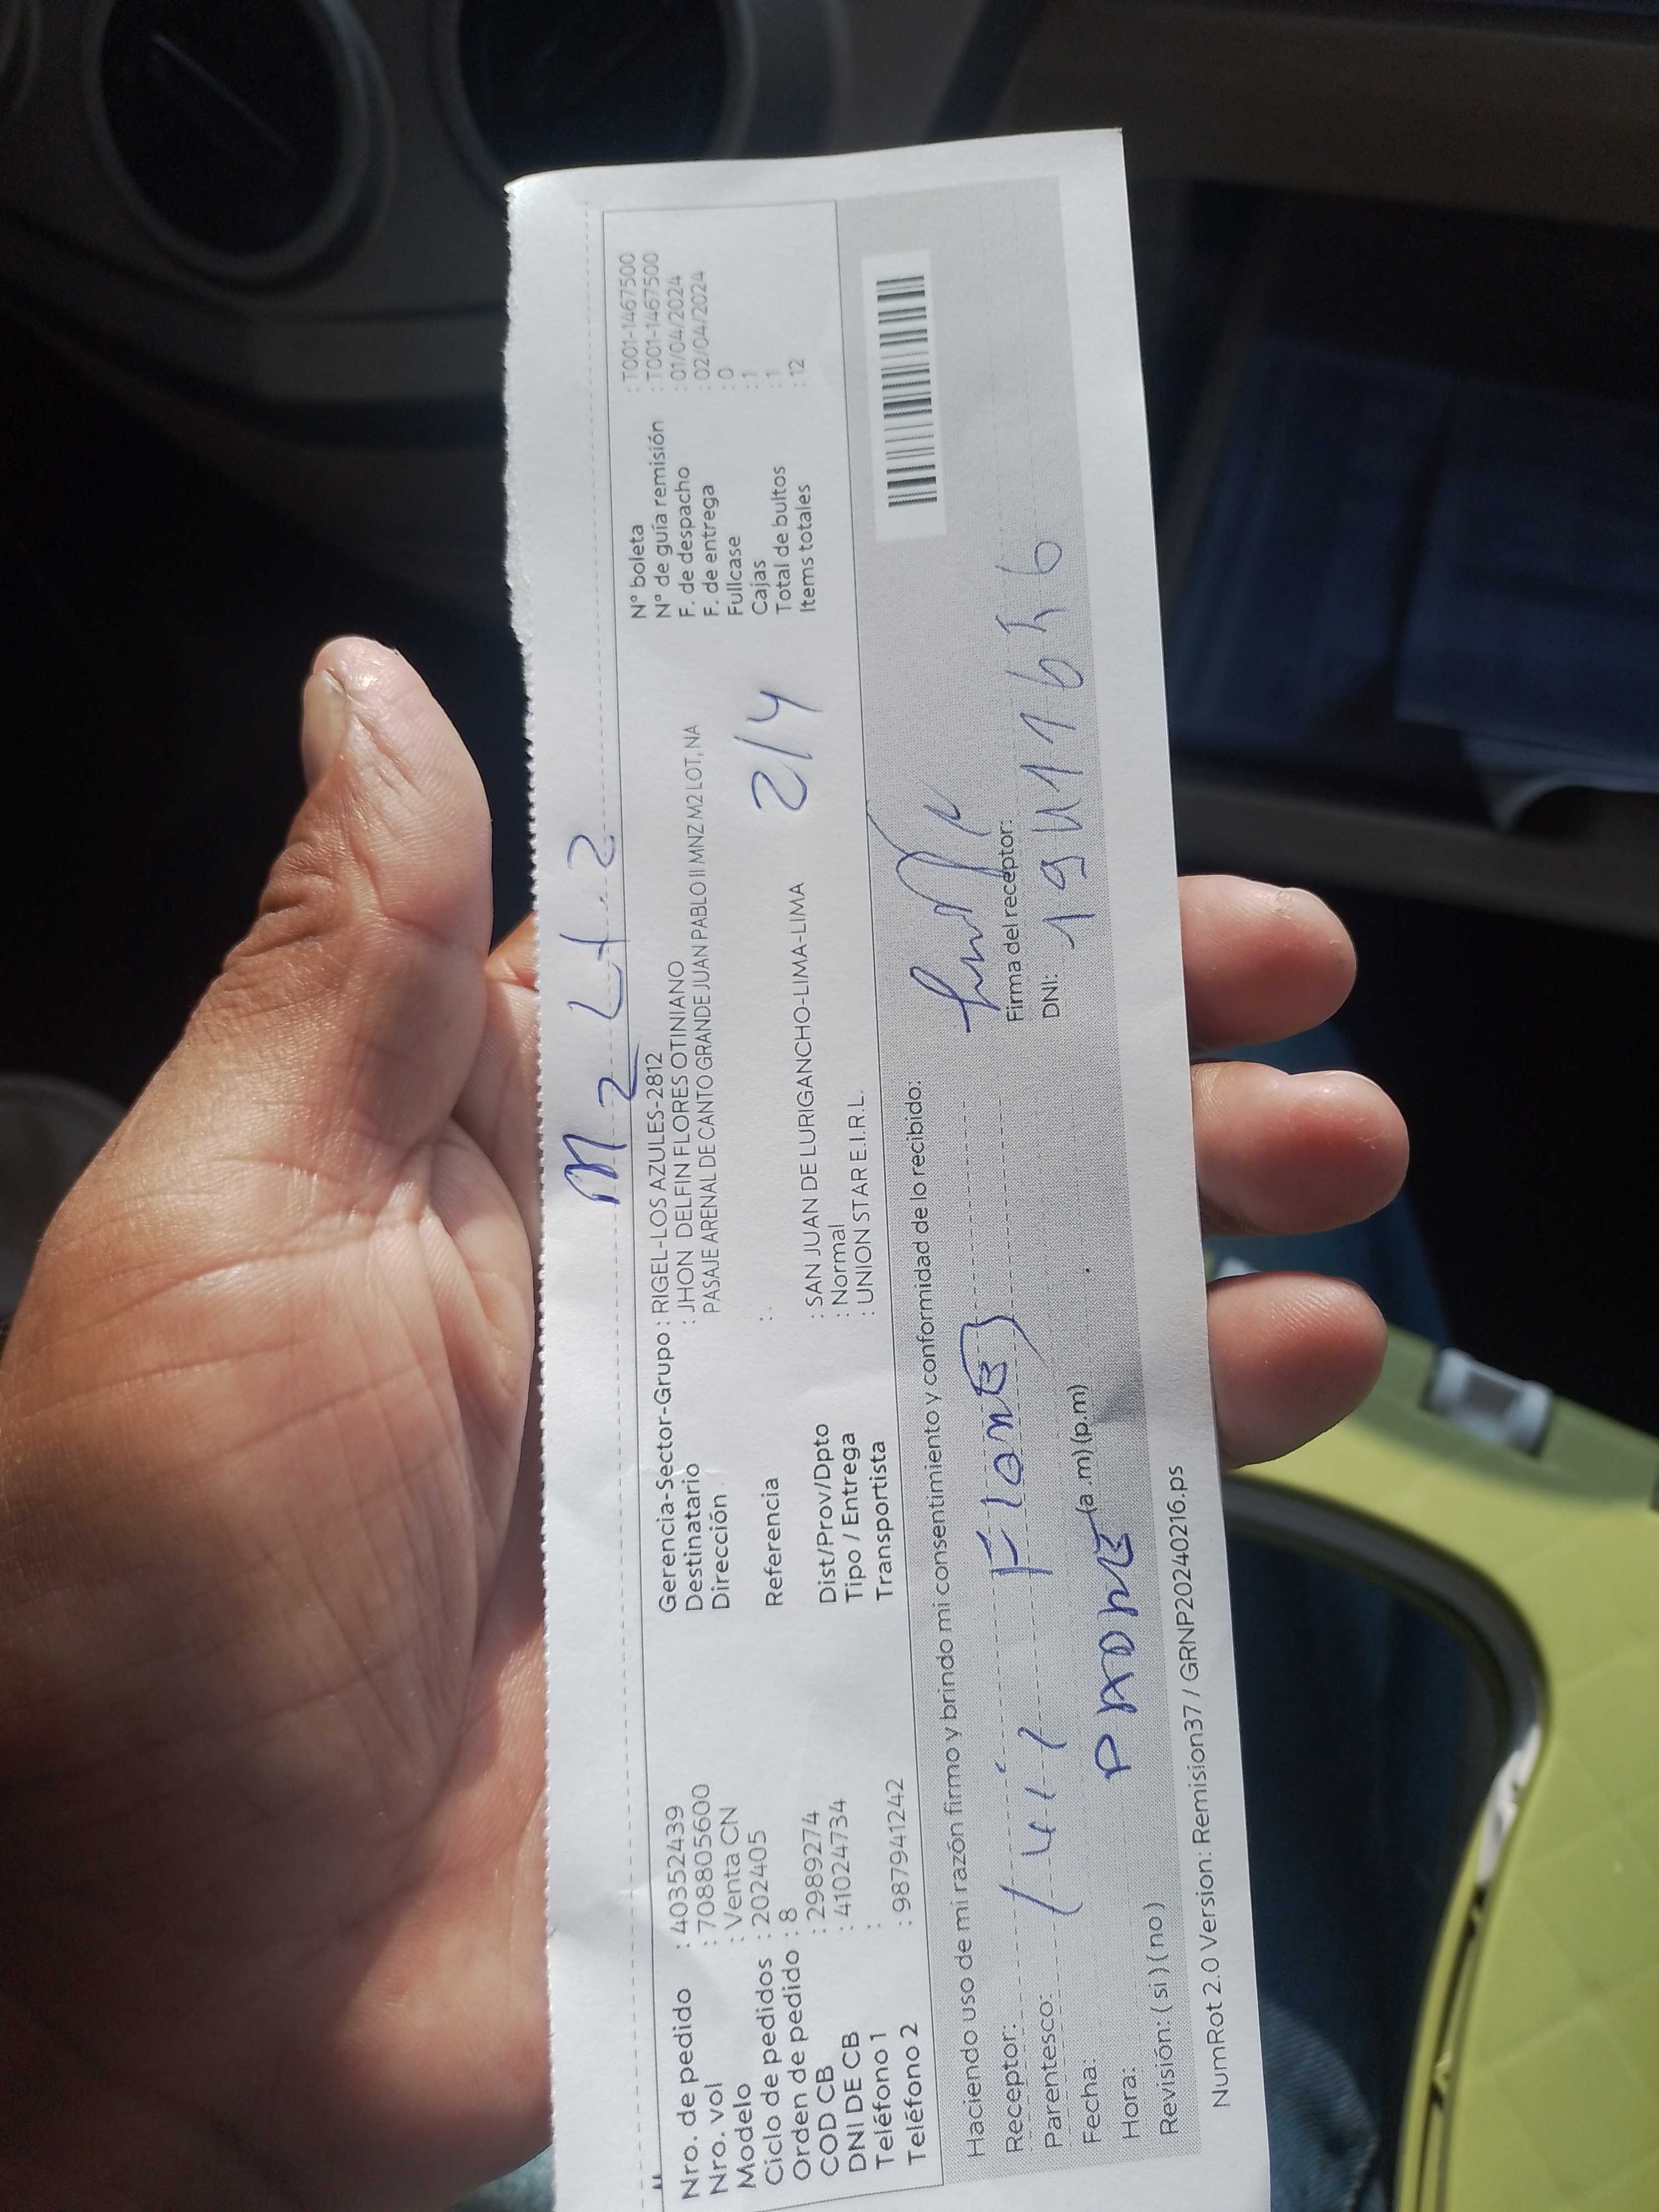 M 2 Lt. 2
Nro. de pedido : 40352439
Nro. vol : 7088805600
Modelo : Venta CN
Ciclo de pedidos : 202405
Orden de pedido : 8
COD CB : 2989274
DNI DE CB : 41024734
Teléfono 1 :
Teléfono 2 : 987941242
Gerencia-Sector-Grupo : RIGEL-LOS AZULES-2812
Destinatario : JHON DELFIN FLORES OTINIANO
Dirección PASAJE ARENAL DE CANTO GRANDE JUAN PABLO II MNZ M2 LOT, NA
Referencia :.
2/4
Dist/Prov/Dpto : SAN JUAN DE LURIGANCHO-LIMA-LIMA
Tipo / Entrega : Normal
Transportista : UNION STAR E.I.R.L.
N° boleta : T001-1467500
N° de guía remisión : T001-1467500
F. de despacho : 01/04/2024
F. de entrega : 02/04/2024
Fullcase : 0
Cajas : 1
Total de bultos : 1
Items totales : 12
Haciendo uso de mi razón firmo y brindo mi consentimiento y conformidad de lo recibido:
Receptor: Flores
Parentesco:
Fecha: Padre
Hora: (a.m) (p.m)
Revisión: ( si ) ( no )
Firma del receptor:
DNI:
NumRot 2.0 Version: Remision37 / GRNP20240216.ps